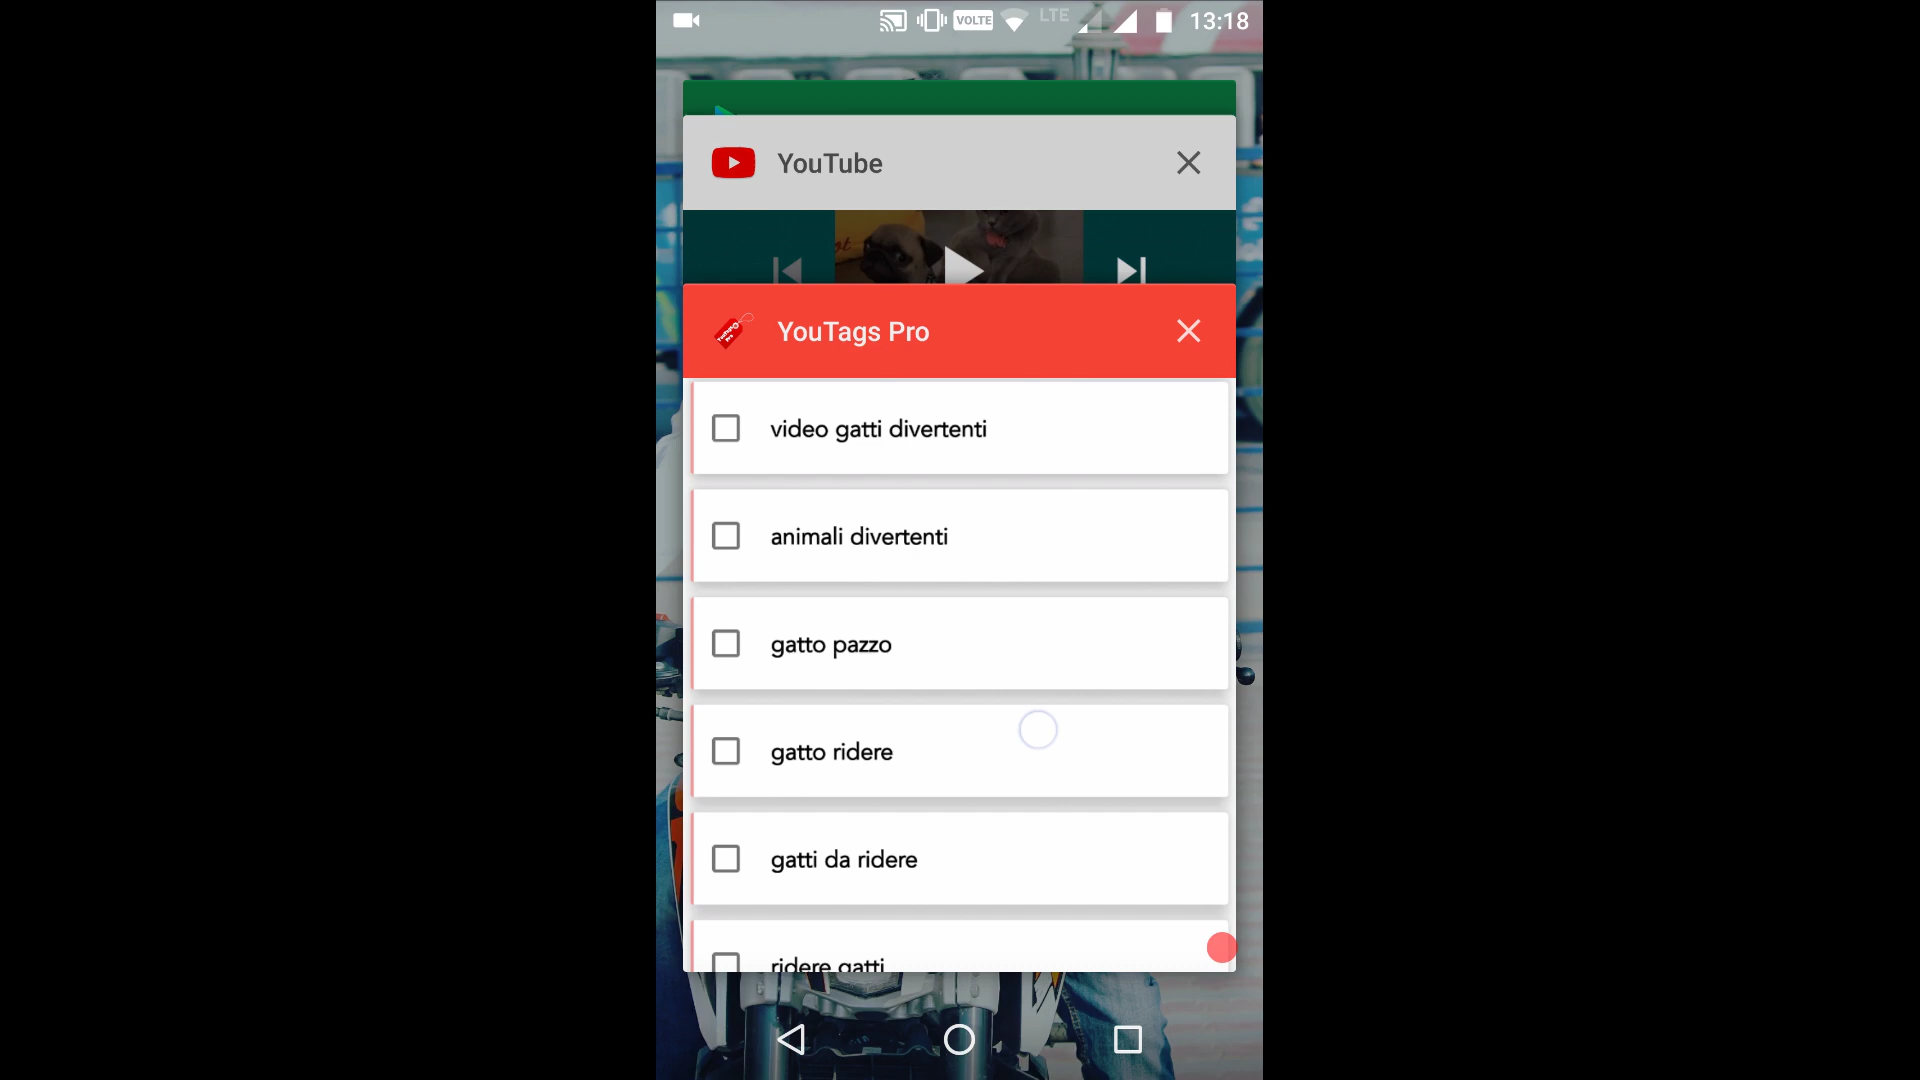 VOLTE
LTE
13:18
YouTube
YouTags Pro
video gatti divertenti
animali divertenti
gatto pazzo
gatto ridere
gatti da ridere
ridere gatti